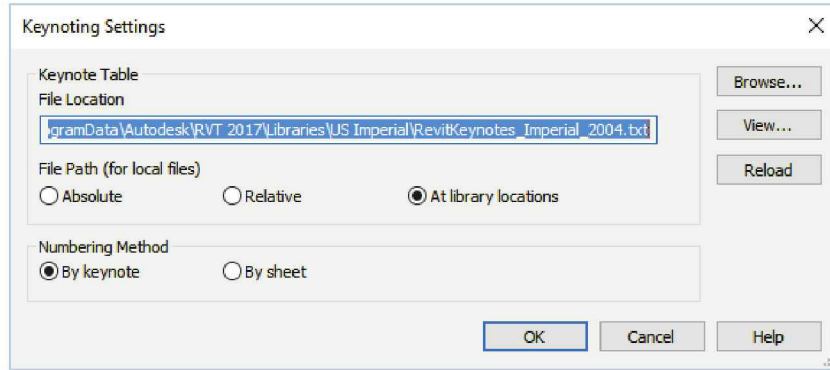 Keynoting Settings
Keynote Table
File Location
ogramData\Autodesk\RVT 2017\Libraries\US Imperial\RevitKeynotes_Imperial_2004.txt
File Path (for local files)
Absolute Relative At library locations
Numbering Method
By keynote By sheet
Browse...
View...
Reload
OK Cancel Help